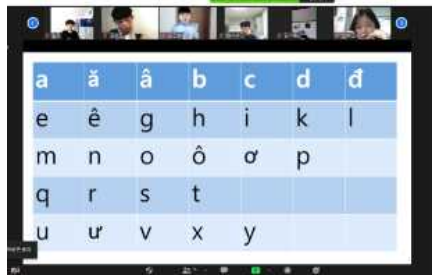 a ă â b c d đ
e ê g h i k l
m n o ô ơ p
q r s t
u ư v x y